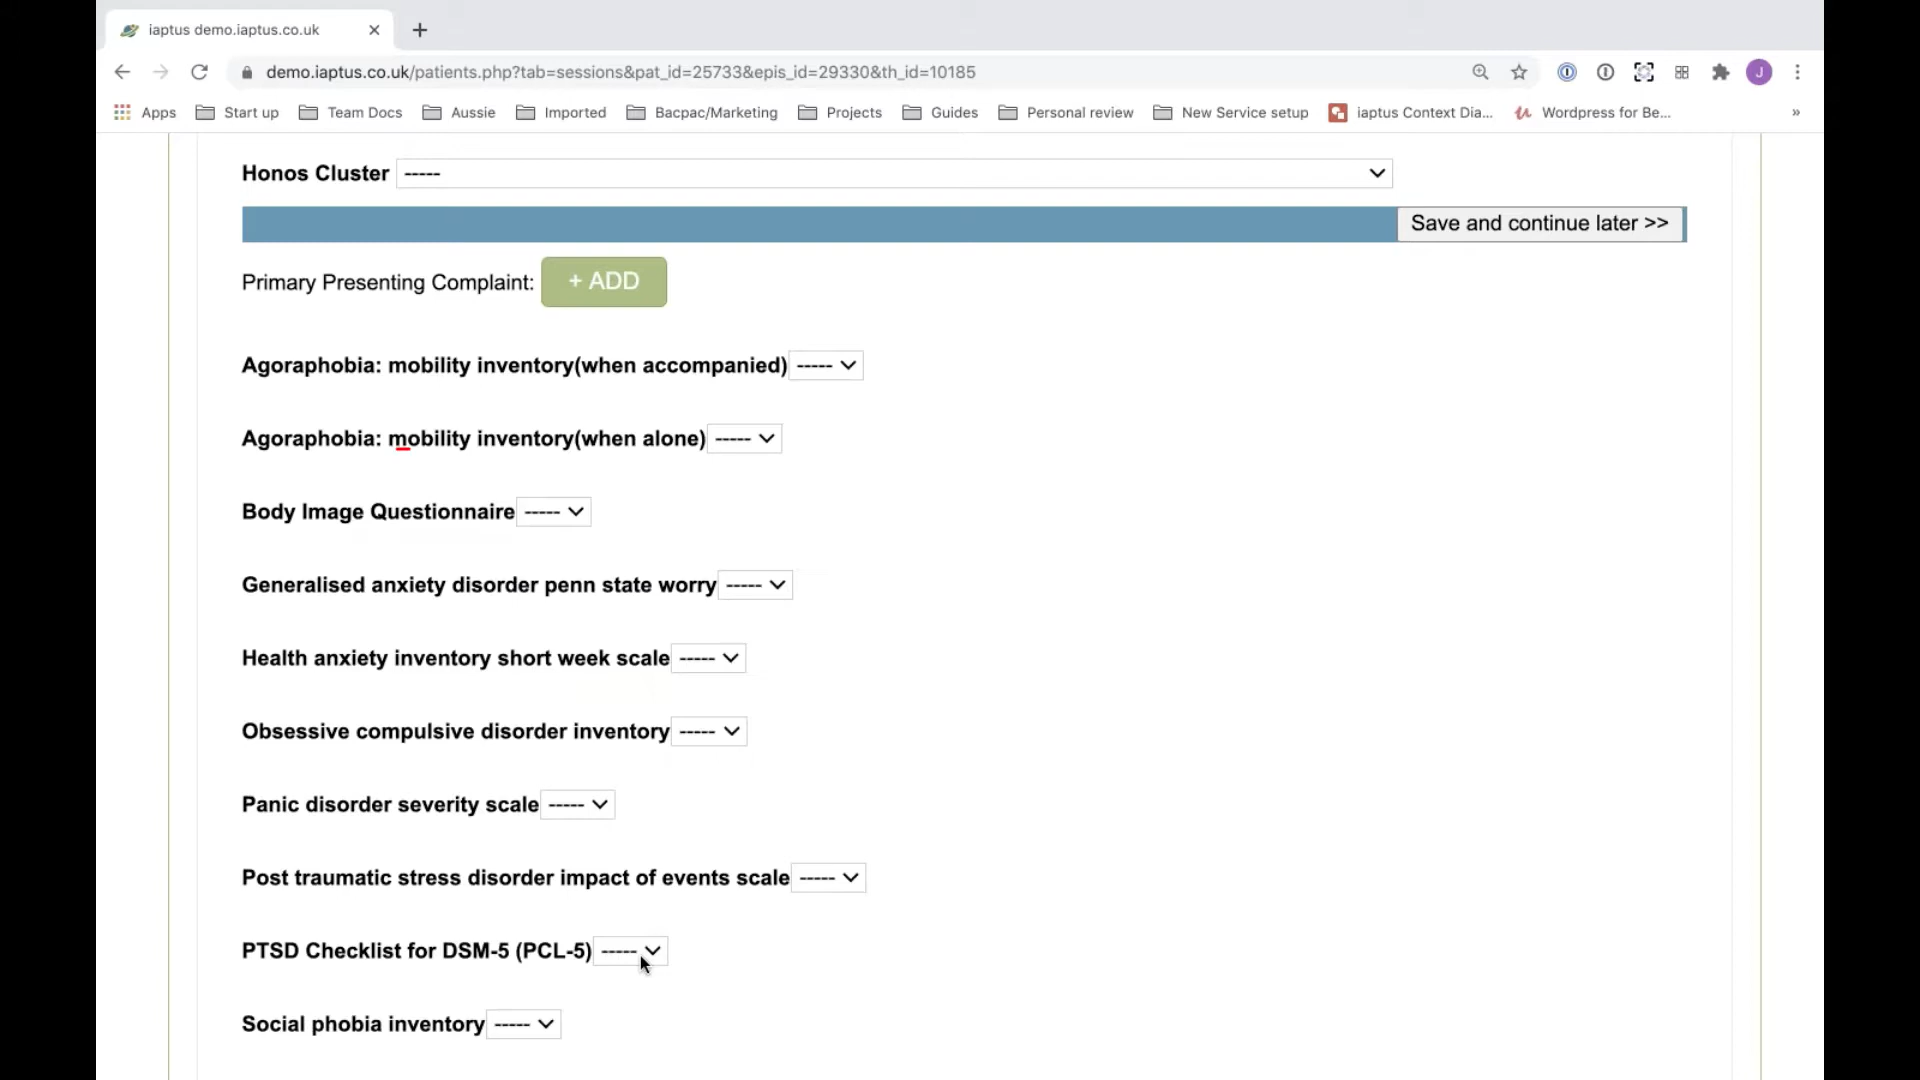 iaptus demo.iaptus.co.uk
demo.iaptus.co.uk/patients.php?tab=sessions&pat_id=25733&epis_id=29330&th_id=10185
J
Apps Start up Team Docs Aussie Imported Bacpac/Marketing Projects Guides Personal review New Service setup iaptus Context Dia... Wordpress for Be... »
Honos Cluster -----
Save and continue later >>
Primary Presenting Complaint: + ADD
Agoraphobia: mobility inventory(when accompanied) -----
Agoraphobia: mobility inventory(when alone) -----
Body Image Questionnaire -----
Generalised anxiety disorder penn state worry -----
Health anxiety inventory short week scale -----
Obsessive compulsive disorder inventory -----
Panic disorder severity scale -----
Post traumatic stress disorder impact of events scale -----
PTSD Checklist for DSM-5 (PCL-5) -----
Social phobia inventory -----